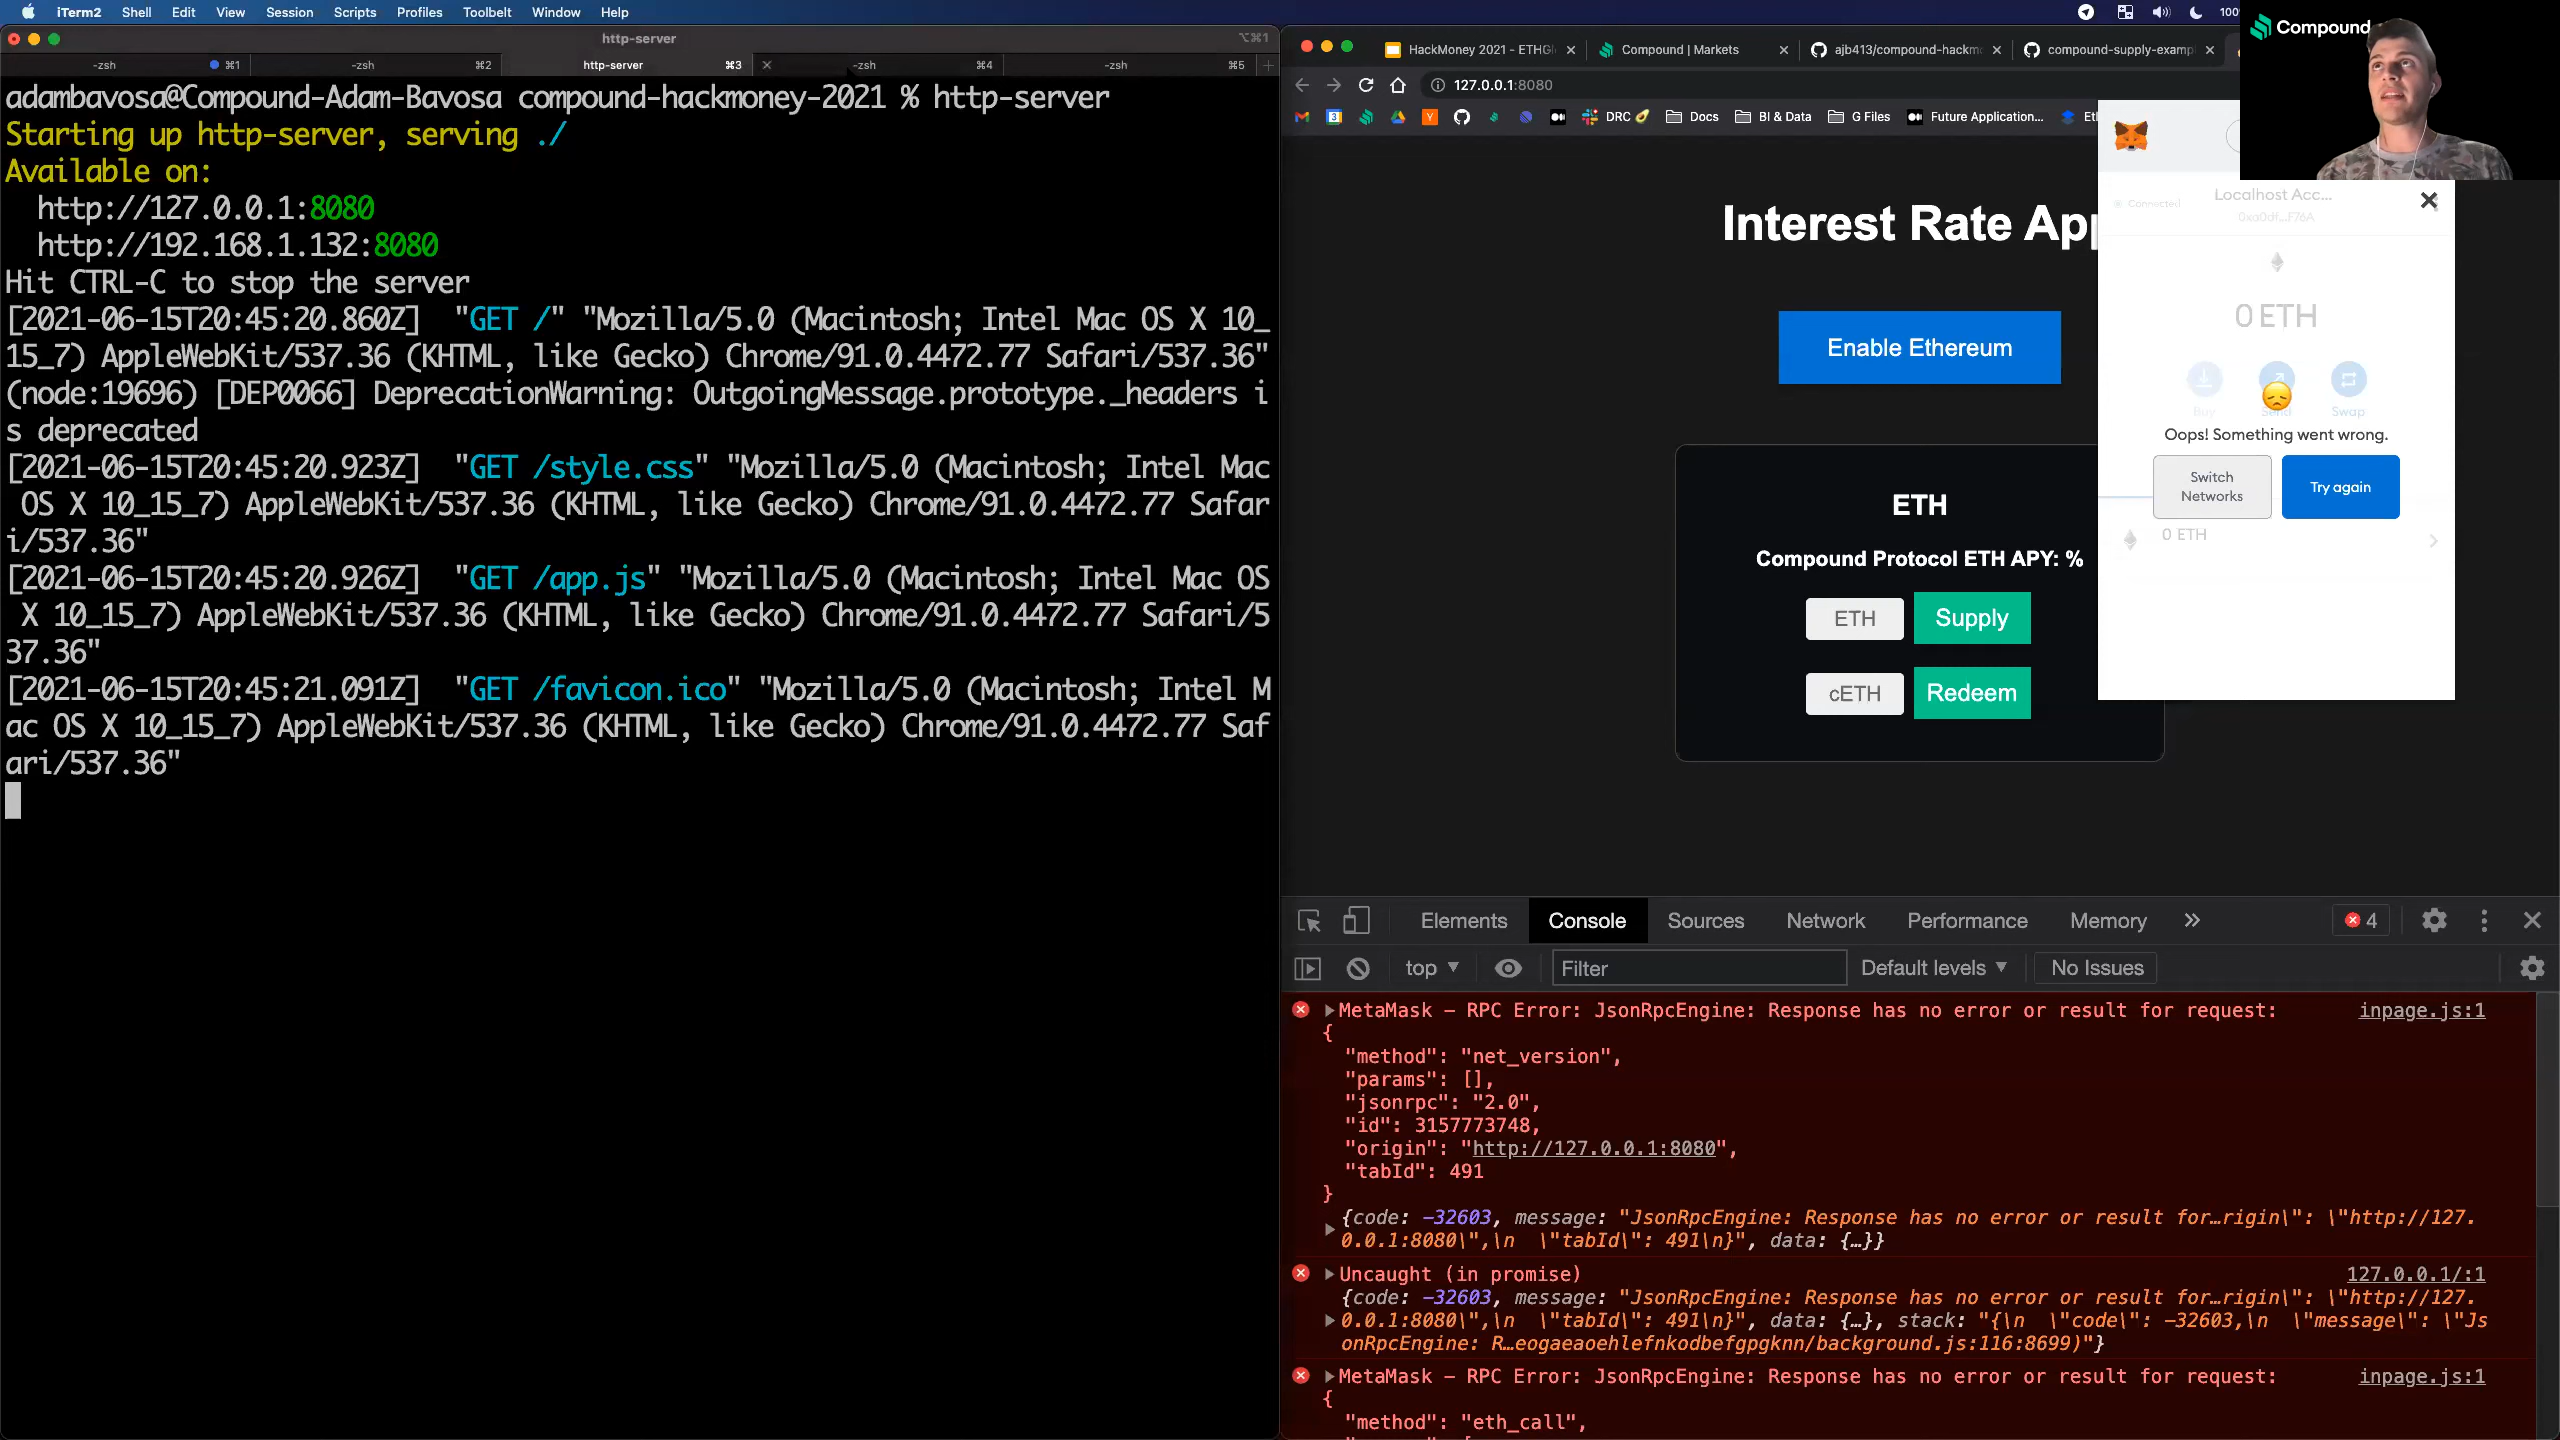 iTerm2 Shell Edit View Session Scripts Profiles Toolbelt Window Help
100
http-server
⌥⌘1
-zsh ⌘1 -zsh ⌘2 http-server ⌘3 -zsh ⌘4 -zsh ⌘5
adambavosa@Compound-Adam-Bavosa compound-hackmoney-2021 % http-server
Starting up http-server, serving ./
Available on:
http://127.0.0.1:8080
http://192.168.1.132:8080
Hit CTRL-C to stop the server
[2021-06-15T20:45:20.860Z] "GET /" "Mozilla/5.0 (Macintosh; Intel Mac OS X 10_
15_7) AppleWebKit/537.36 (KHTML, like Gecko) Chrome/91.0.4472.77 Safari/537.36"
(node:19696) [DEP0066] DeprecationWarning: OutgoingMessage.prototype._headers i
s deprecated
[2021-06-15T20:45:20.923Z] "GET /style.css" "Mozilla/5.0 (Macintosh; Intel Mac
OS X 10_15_7) AppleWebKit/537.36 (KHTML, like Gecko) Chrome/91.0.4472.77 Safar
i/537.36"
[2021-06-15T20:45:20.926Z] "GET /app.js" "Mozilla/5.0 (Macintosh; Intel Mac OS
X 10_15_7) AppleWebKit/537.36 (KHTML, like Gecko) Chrome/91.0.4472.77 Safari/5
37.36"
[2021-06-15T20:45:21.091Z] "GET /favicon.ico" "Mozilla/5.0 (Macintosh; Intel M
ac OS X 10_15_7) AppleWebKit/537.36 (KHTML, like Gecko) Chrome/91.0.4472.77 Saf
ari/537.36"
HackMoney 2021 - ETHGl Compound | Markets ajb413/compound-hackm compound-supply-exampl
127.0.0.1:8080
DRC Docs BI & Data G Files Future Application... Et
Compound
Interest Rate App
Enable Ethereum
ETH
Compound Protocol ETH APY: %
ETH Supply
cETH Redeem
Connected
Localhost Acc...
0xa0df...F76A
0 ETH
Buy Send Swap
Oops! Something went wrong.
Switch Networks
Try again
0 ETH
Elements Console Sources Network Performance Memory 4
top Filter Default levels No Issues
MetaMask – RPC Error: JsonRpcEngine: Response has no error or result for request: inpage.js:1
{
"method": "net_version",
"params": [],
"jsonrpc": "2.0",
"id": 3157773748,
"origin": "http://127.0.0.1:8080",
"tabId": 491
}
{code: -32603, message: "JsonRpcEngine: Response has no error or result for…rigin\": \"http://127.
0.0.1:8080\",\n \"tabId\": 491\n}", data: {…}}
Uncaught (in promise) 127.0.0.1/:1
{code: -32603, message: "JsonRpcEngine: Response has no error or result for…rigin\": \"http://127.
0.0.1:8080\",\n \"tabId\": 491\n}", data: {…}, stack: "{\n \"code\": -32603,\n \"message\": \"Js
onRpcEngine: R…eogaeaoehlefnkodbefgpgknn/background.js:116:8699)"}
MetaMask – RPC Error: JsonRpcEngine: Response has no error or result for request: inpage.js:1
{
"method": "eth_call",